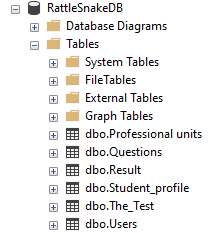 RattleSnakeDB
Database Diagrams
Tables
System Tables
FileTables
External Tables
Graph Tables
dbo.Professional units
dbo.Questions
dbo.Result
dbo.Student_profile
dbo.The_Test
dbo.Users